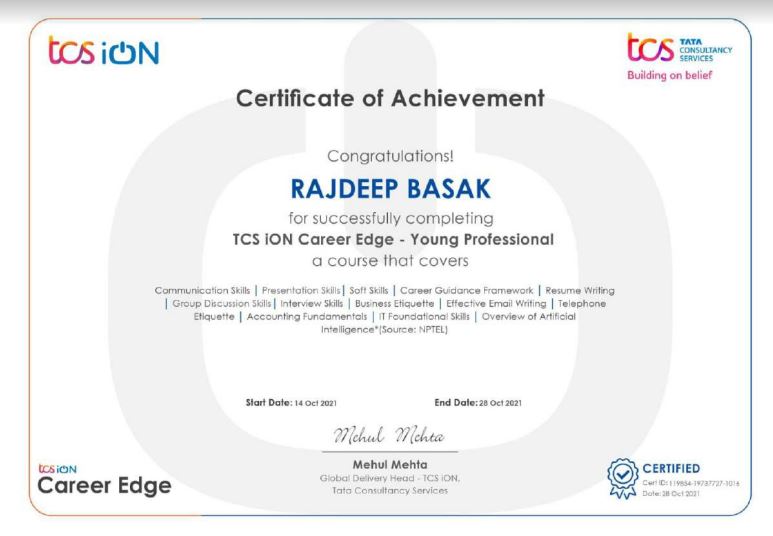 tcs iON
tcs TATA
CONSULTANCY
SERVICES
Building on belief
Certificate of Achievement
Congratulations!
RAJDEEP BASAK
for successfully completing
TCS iON Career Edge - Young Professional
a course that covers
Communication Skills | Presentation Skills | Soft Skills | Career Guidance Framework | Resume Writing
| Group Discussion Skills | Interview Skills | Business Etiquette | Effective Email Writing | Telephone
Etiquette | Accounting Fundamentals | IT Foundational Skills | Overview of Artificial
Intelligence*(Source: NPTEL)
Start Date: 14 Oct 2021 End Date: 28 Oct 2021
Mehul Mehta
Mehul Mehta
Global Delivery Head - TCS iON,
Tata Consultancy Services
tcs iON
Career Edge
CERTIFIED
Cert ID: 119854-19737727-1016
Date: 28 Oct 2021